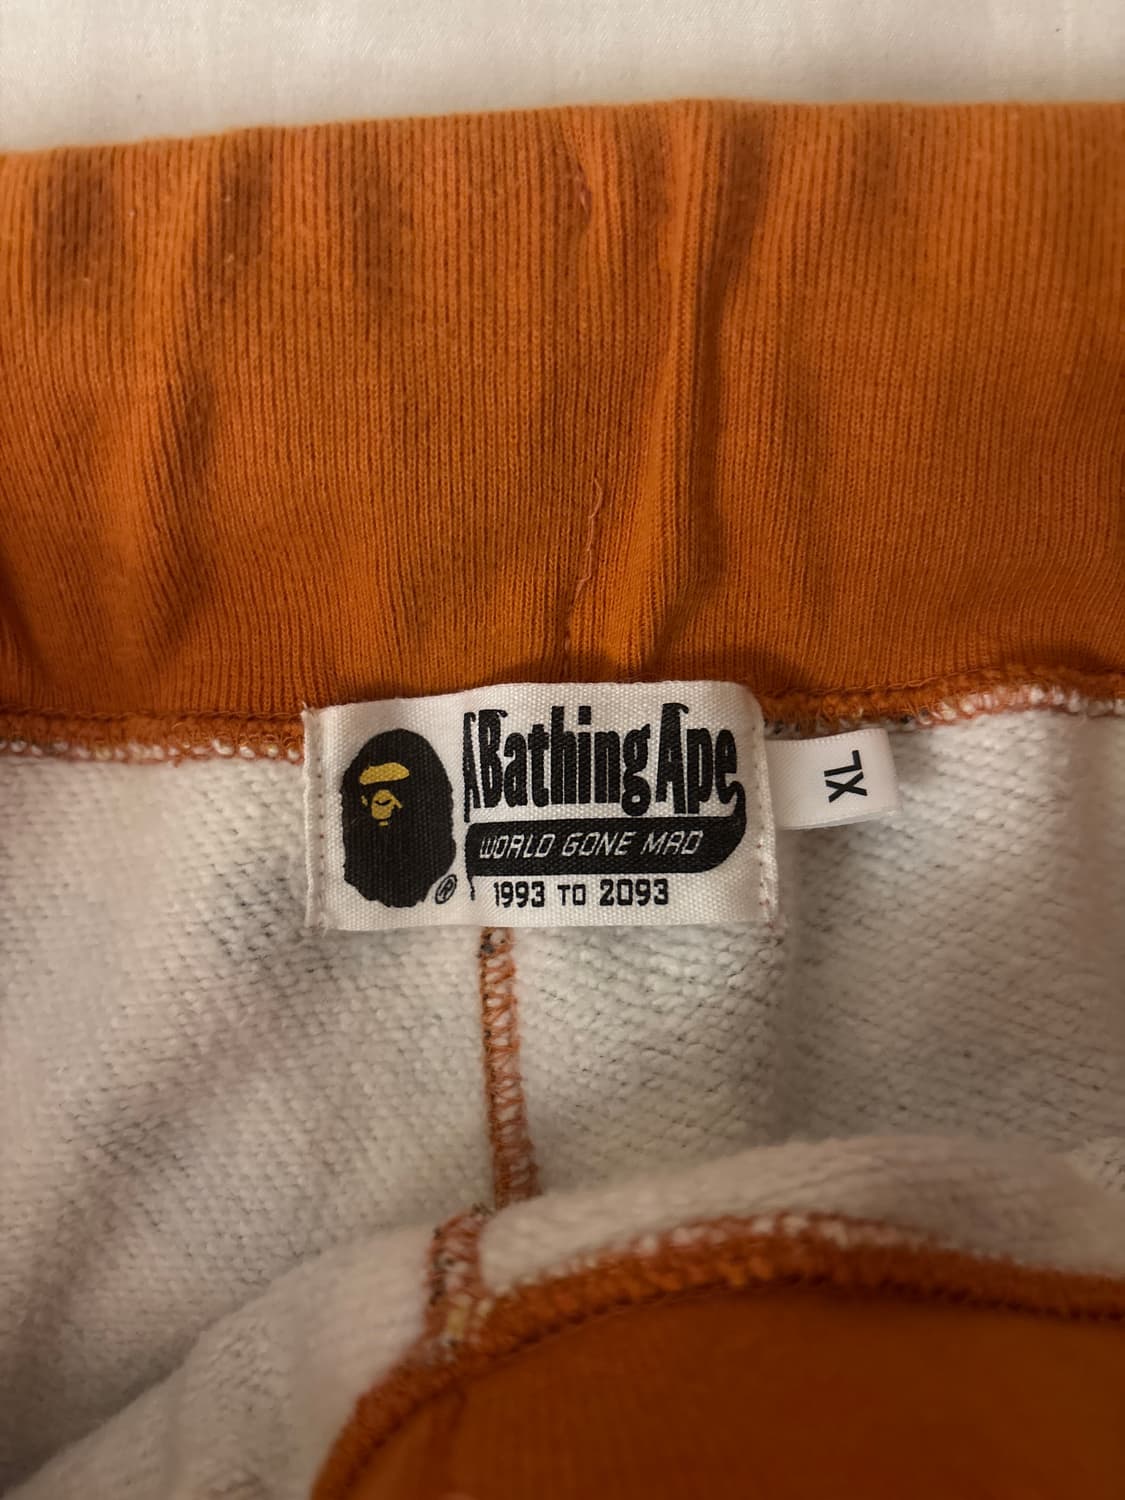 A Bathing Ape
WORLD GONE MAD
1993 TO 2093
®
XL